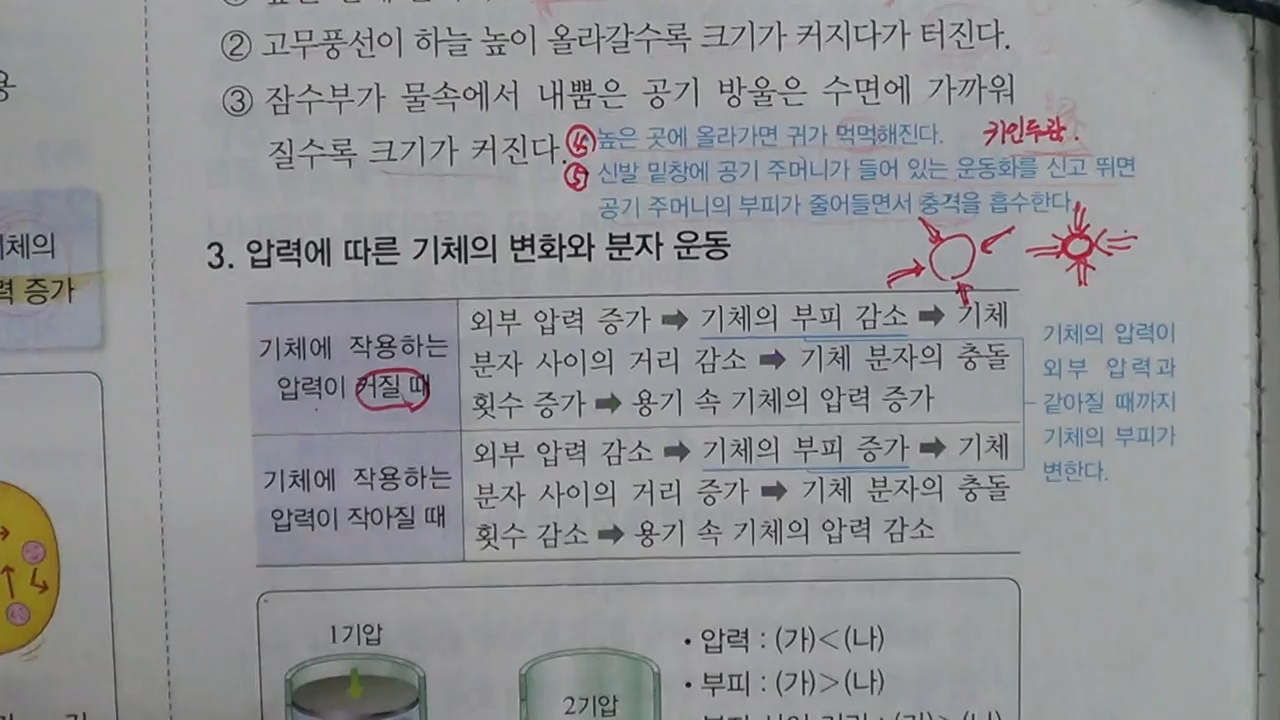 ② 고무풍선이 하늘 높이 올라갈수록 크기가 커지다가 터진다.
③ 잠수부가 물속에서 내뿜은 공기 방울은 수면에 가까워
질수록 크기가 커진다.
④ 높은 곳에 올라가면 귀가 먹먹해진다.
⑤ 신발 밑창에 공기 주머니가 들어 있는 운동화를 신고 뛰면
공기 주머니의 부피가 줄어들면서 충격을 흡수한다.
체의
증가
3. 압력에 따른 기체의 변화와 분자 운동
기체에 작용하는
압력이 커질 때
외부 압력 증가 ➡ 기체의 부피 감소 ➡ 기체
분자 사이의 거리 감소 ➡ 기체 분자의 충돌
횟수 증가 ➡ 용기 속 기체의 압력 증가
기체에 작용하는
압력이 작아질 때
외부 압력 감소 ➡ 기체의 부피 증가 ➡ 기체
분자 사이의 거리 증가 ➡ 기체 분자의 충돌
횟수 감소 ➡ 용기 속 기체의 압력 감소
기체의 압력이
외부 압력과
같아질 때까지
기체의 부피가
변한다.
1기압
2기압
• 압력 : (가)<(나)
• 부피 : (가)>(나)